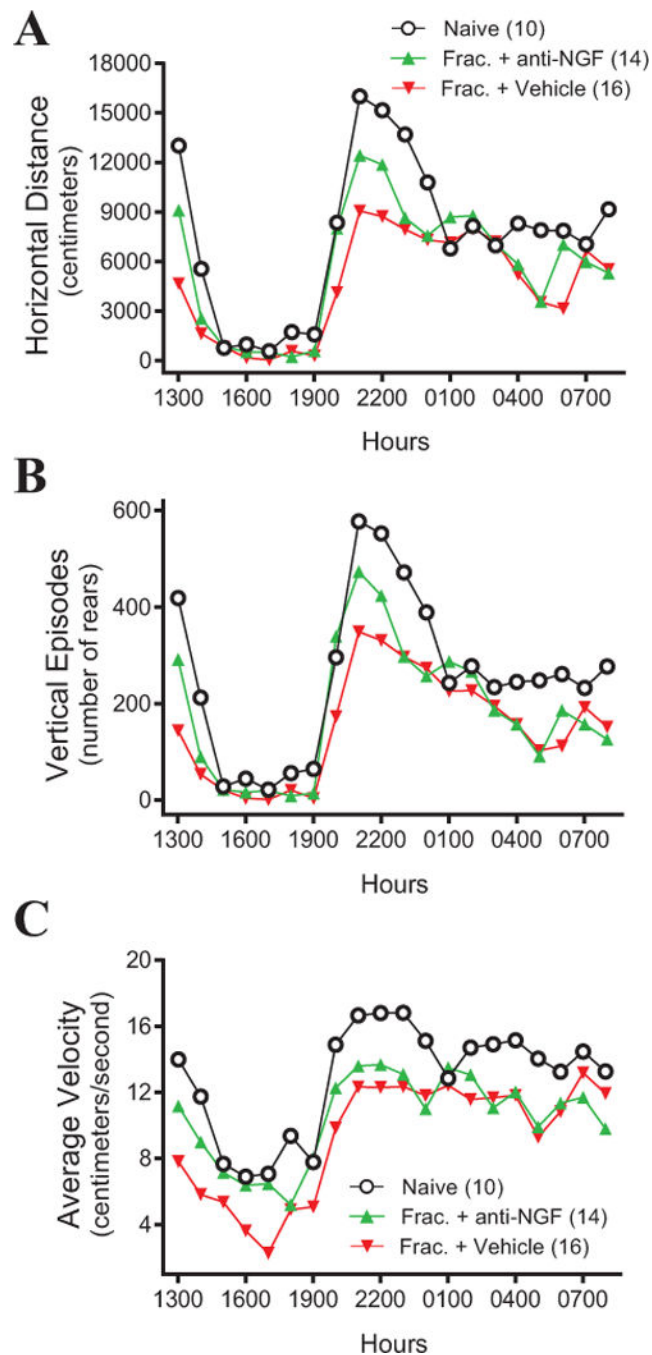 A
Naive (10)
Frac. + anti-NGF (14)
Frac. + Vehicle (16)
Horizontal Distance
(centimeters)
18000
15000
12000
9000
6000
3000
0
1300 1600 1900 2200 0100 0400 0700
Hours
B
Vertical Episodes
(number of rears)
600
400
200
0
1300 1600 1900 2200 0100 0400 0700
Hours
C
Average Velocity
(centimeters/second)
20
16
12
8
4
Naive (10)
Frac. + anti-NGF (14)
Frac. + Vehicle (16)
1300 1600 1900 2200 0100 0400 0700
Hours